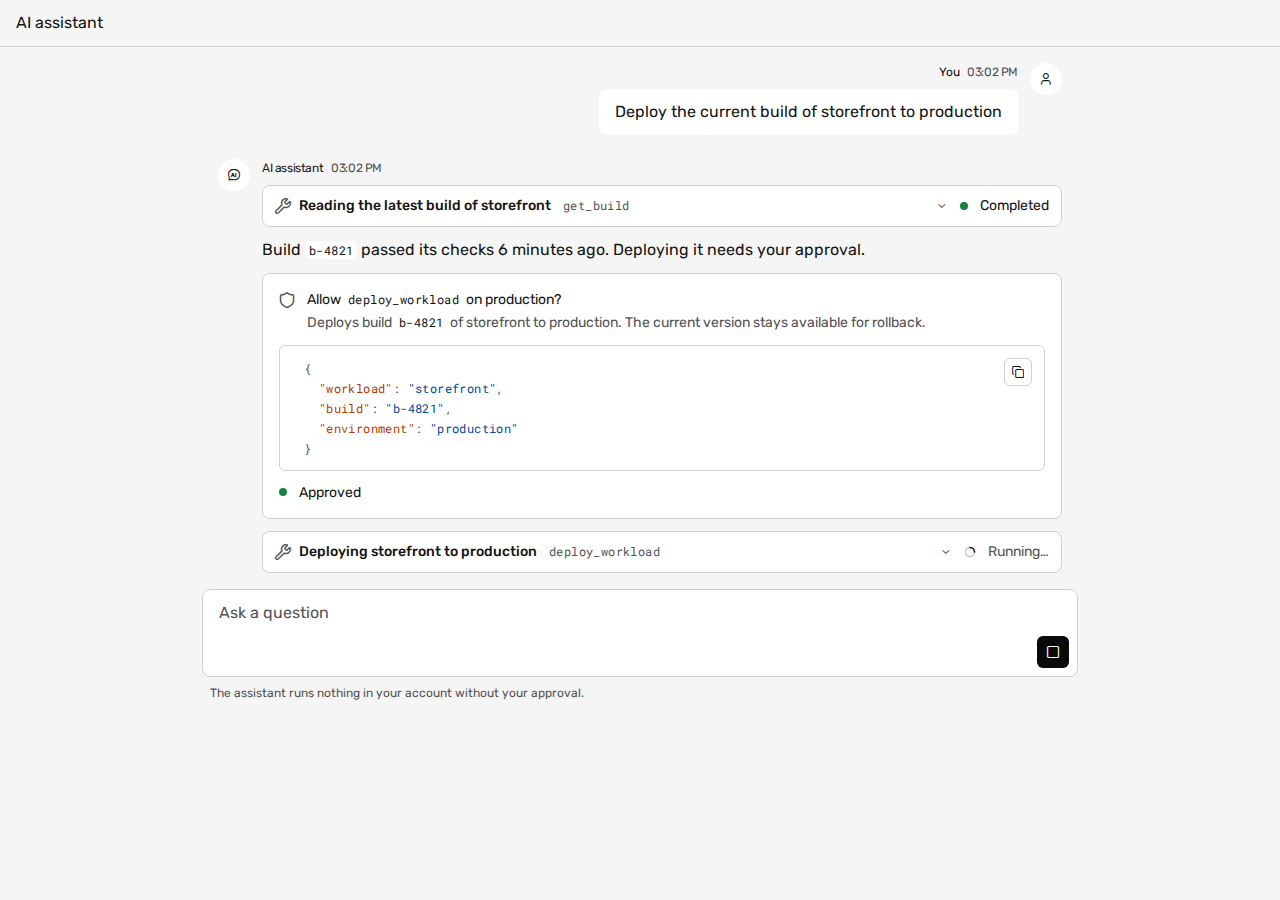 AI assistant
You 03:02 PM
Deploy the current build of storefront to production
AI
AI assistant 03:02 PM
Reading the latest build of storefront get_build Completed
Build b-4821 passed its checks 6 minutes ago. Deploying it needs your approval.
Allow deploy_workload on production?
Deploys build b-4821 of storefront to production. The current version stays available for rollback.
{
"workload": "storefront",
"build": "b-4821",
"environment": "production"
}
Approved
Deploying storefront to production deploy_workload Running…
Ask a question
The assistant runs nothing in your account without your approval.